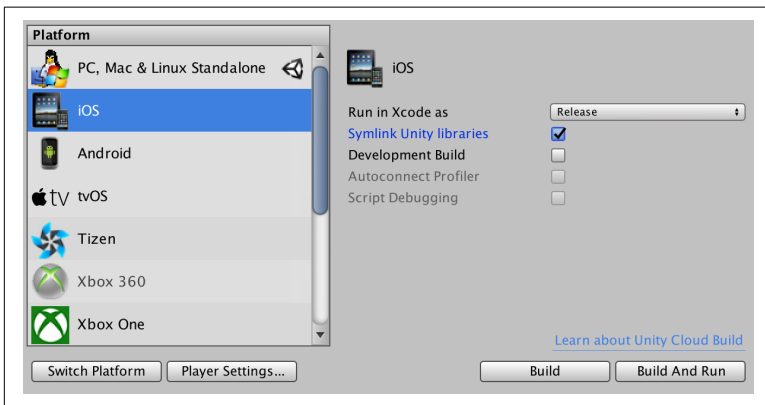 Platform
PC, Mac & Linux Standalone
iOS
Android
tv tvOS
Tizen
Xbox 360
Xbox One
iOS
Run in Xcode as Release
Symlink Unity libraries
Development Build
Autoconnect Profiler
Script Debugging
Learn about Unity Cloud Build
Switch Platform Player Settings... Build Build And Run